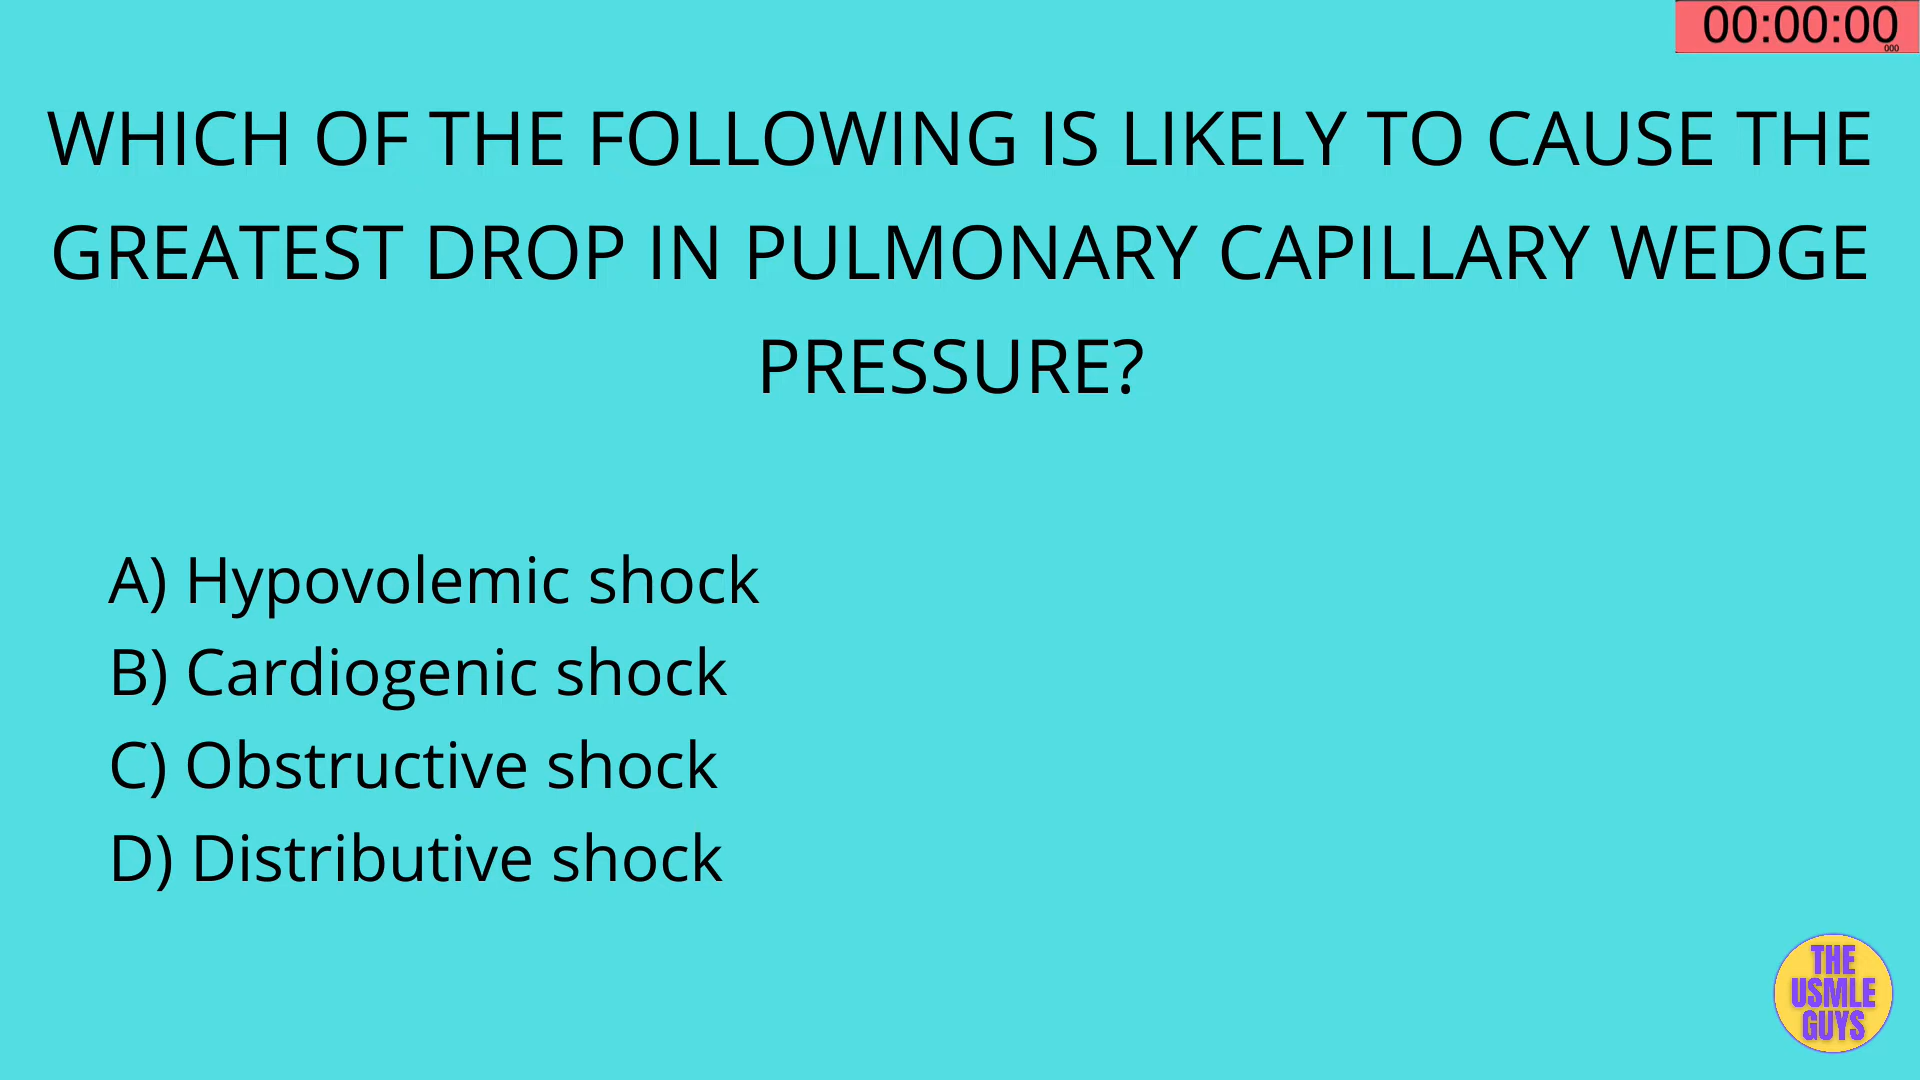 00:00:00
000
WHICH OF THE FOLLOWING IS LIKELY TO CAUSE THE
GREATEST DROP IN PULMONARY CAPILLARY WEDGE
PRESSURE?
A) Hypovolemic shock
B) Cardiogenic shock
C) Obstructive shock
D) Distributive shock
THE
USMLE
GUYS